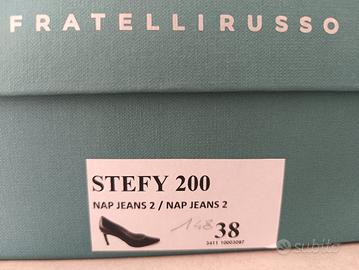 FRATELLIRUSSO
STEFY 200
NAP JEANS 2 / NAP JEANS 2
148 38
3411 10003097
subito